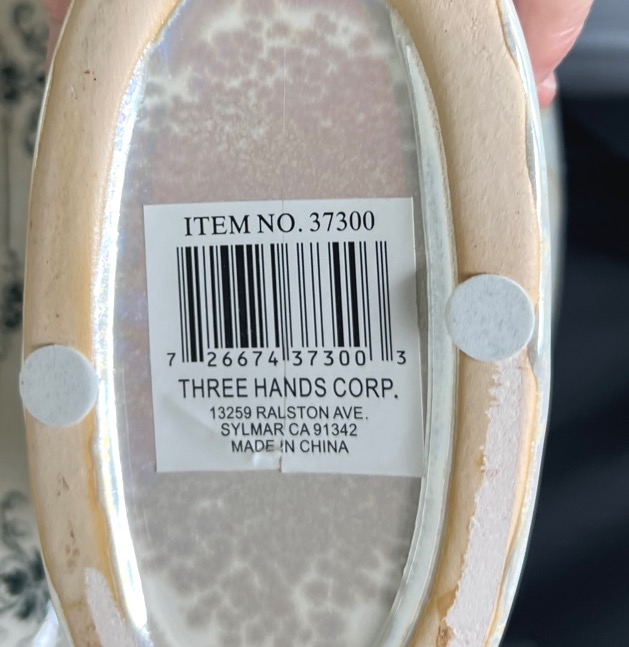 ITEM NO. 37300
7 26674 37300 3
THREE HANDS CORP.
13259 RALSTON AVE.
SYLMAR CA 91342
MADE IN CHINA